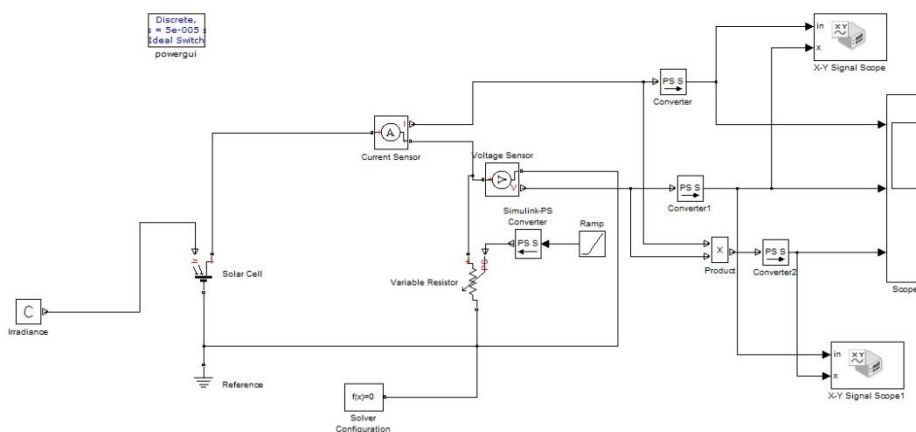 Discrete,
s = 5e-005 s
Ideal Switch
powergui
in
x
X-Y Signal Scope
PS S
Converter
I
A
Current Sensor
Voltage Sensor
V
PS S
Converter1
Simulink-PS
Converter
PS S
Ramp
Ir
Solar Cell
PS
Variable Resistor
X
Product
PS S
Converter2
Scope
C
Irradiance
Reference
in
x
X-Y Signal Scope1
f(x)=0
Solver
Configuration